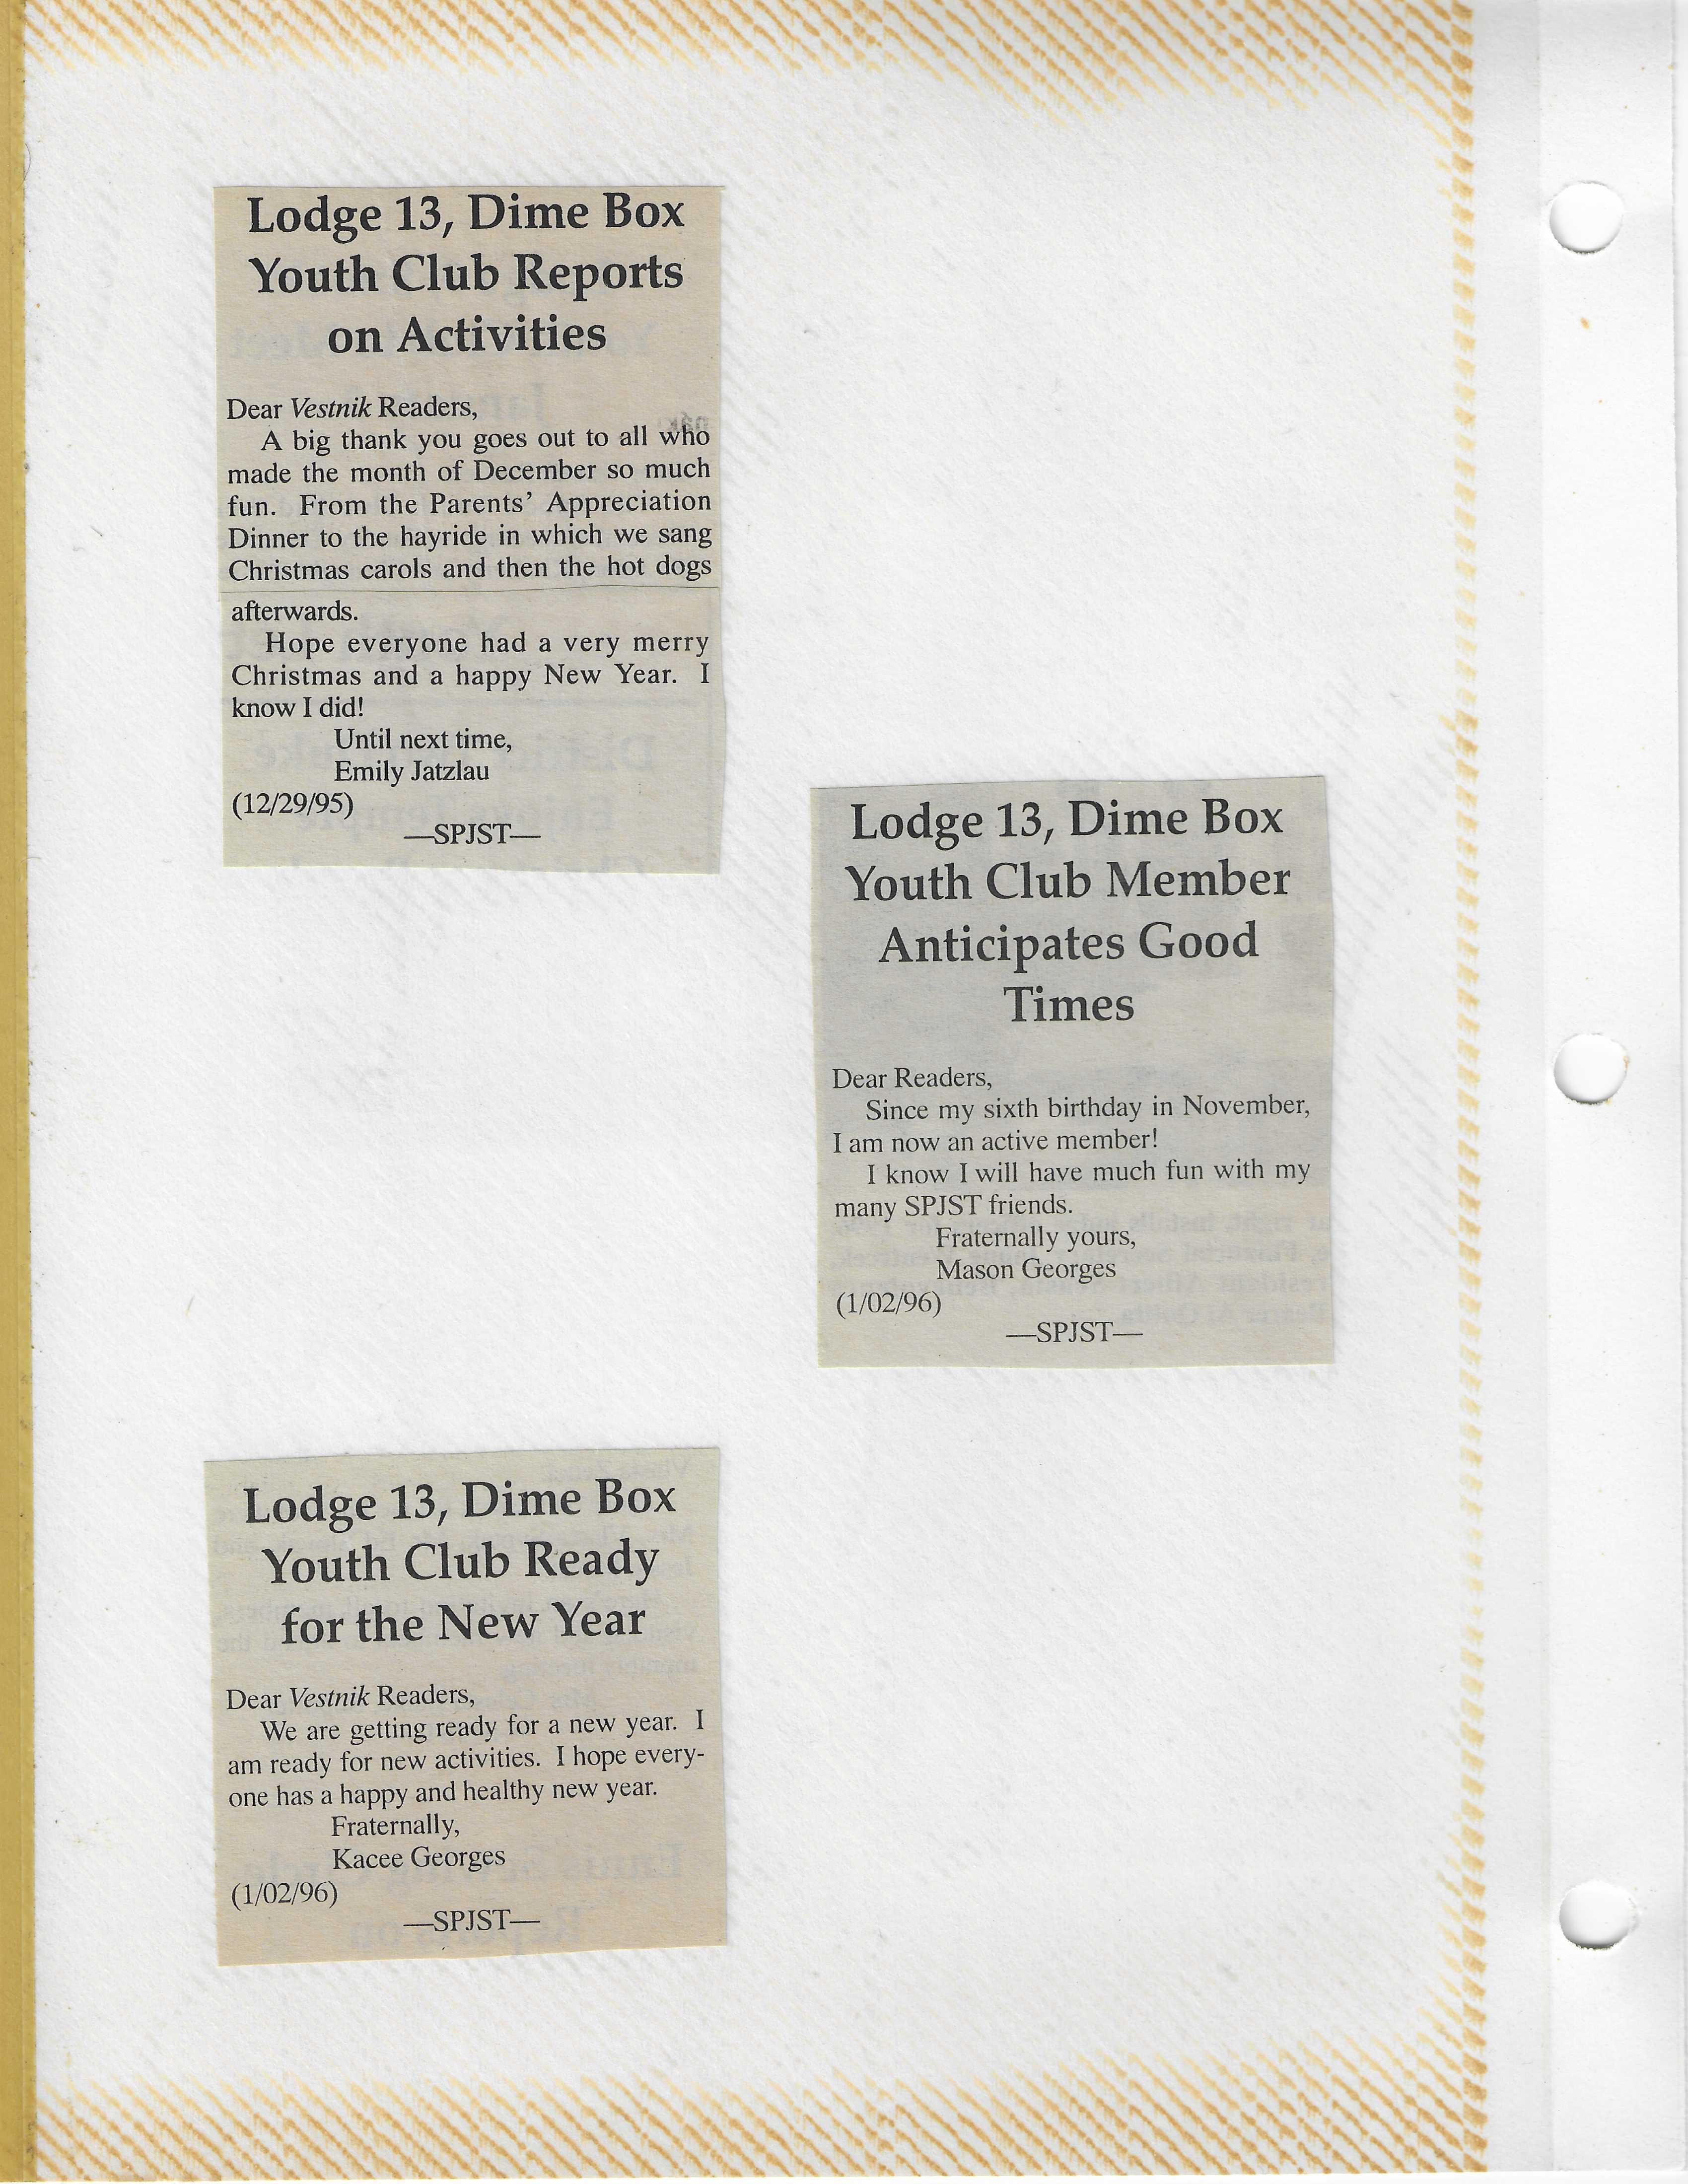 Lodge 13, Dime Box
Youth Club Reports
on Activities
Dear Vestnik Readers,
A big thank you goes out to all who
made the month of December so much
fun. From the Parents' Appreciation
Dinner to the hayride in which we sang
Christmas carols and then the hot dogs
afterwards.
Hope everyone had a very merry
Christmas and a happy New Year. I
know I did!
Until next time,
Emily Jatzlau
(12/29/95)
—SPJST—
Lodge 13, Dime Box
Youth Club Member
Anticipates Good
Times
Dear Readers,
Since my sixth birthday in November,
I am now an active member!
I know I will have much fun with my
many SPJST friends.
Fraternally yours,
Mason Georges
(1/02/96)
—SPJST—
Lodge 13, Dime Box
Youth Club Ready
for the New Year
Dear Vestnik Readers,
We are getting ready for a new year. I
am ready for new activities. I hope every-
one has a happy and healthy new year.
Fraternally,
Kacee Georges
(1/02/96)
—SPJST—